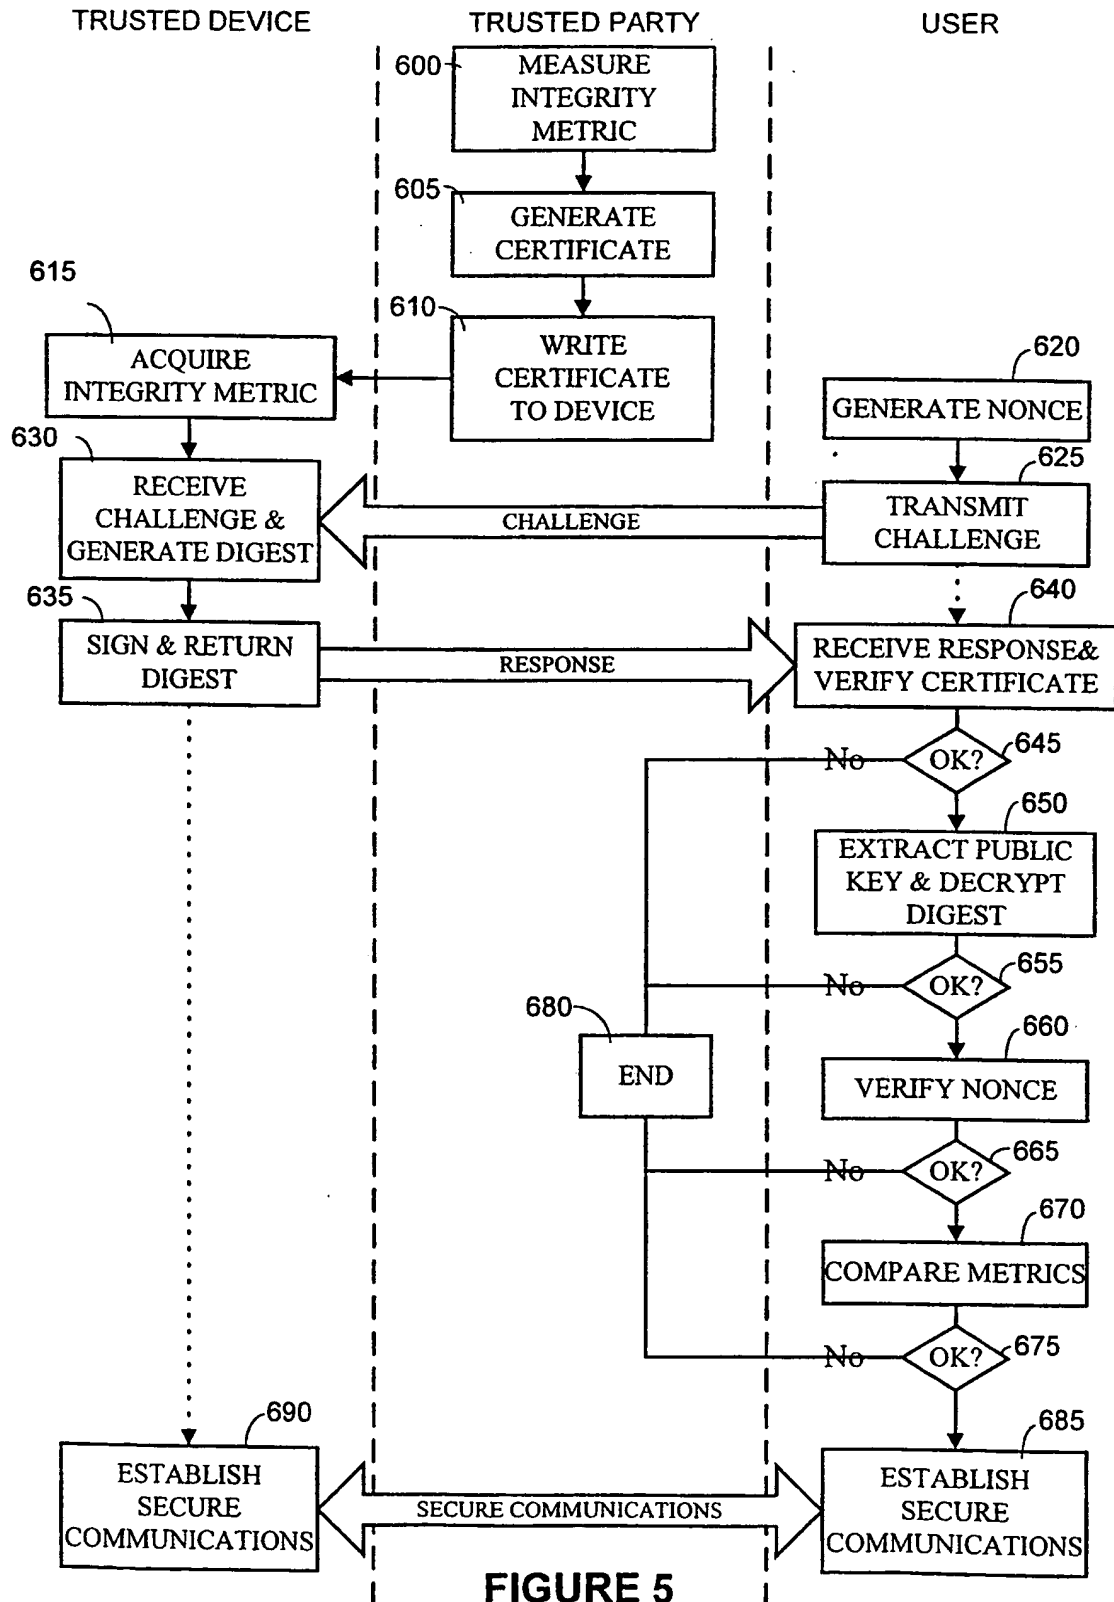 TRUSTED DEVICE
TRUSTED PARTY
USER
600
MEASURE
INTEGRITY
METRIC
605
GENERATE
CERTIFICATE
610
WRITE
CERTIFICATE
TO DEVICE
615
ACQUIRE
INTEGRITY METRIC
620
GENERATE NONCE
625
TRANSMIT
CHALLENGE
CHALLENGE
630
RECEIVE
CHALLENGE &
GENERATE DIGEST
635
SIGN & RETURN
DIGEST
RESPONSE
640
RECEIVE RESPONSE&
VERIFY CERTIFICATE
No
OK?
645
650
EXTRACT PUBLIC
KEY & DECRYPT
DIGEST
No
OK?
655
680
END
660
VERIFY NONCE
No
OK?
665
670
COMPARE METRICS
No
OK?
675
690
ESTABLISH
SECURE
COMMUNICATIONS
SECURE COMMUNICATIONS
685
ESTABLISH
SECURE
COMMUNICATIONS
FIGURE 5